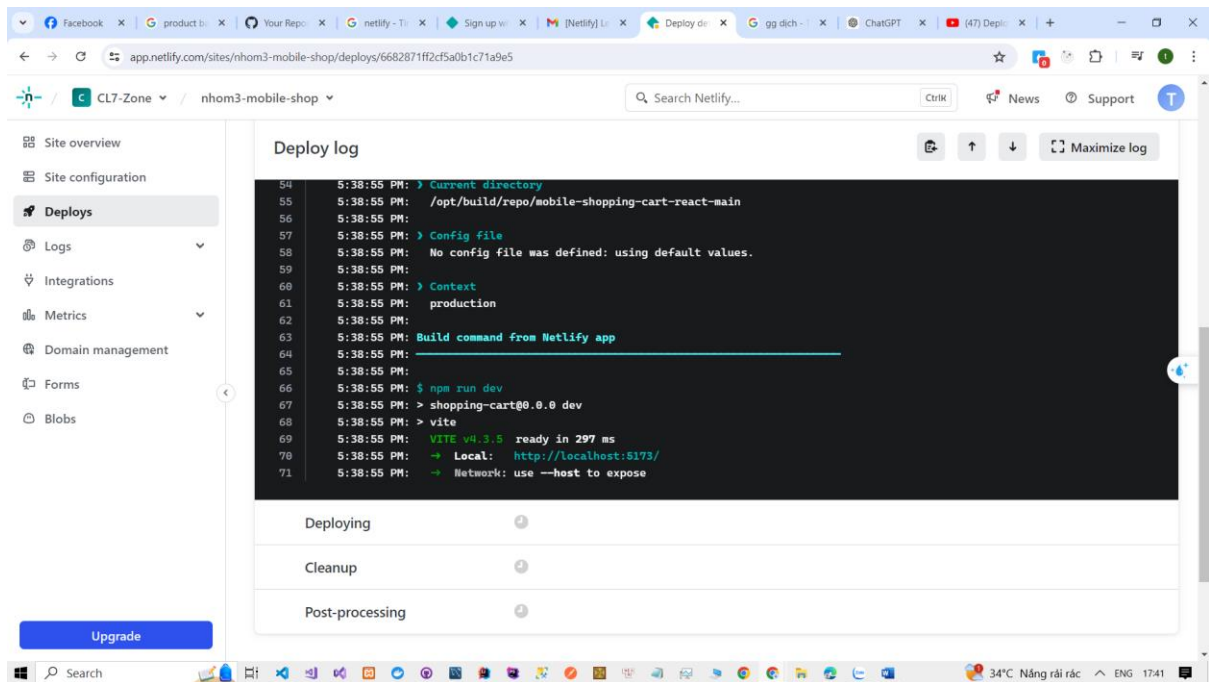 Facebook
product b
Your Repo
netlify - Tì
Sign up w
[Netlify] L
Deploy de
gg dịch - T
ChatGPT
(47) Deplo
app.netlify.com/sites/nhom3-mobile-shop/deploys/6682871ff2cf5a0b1c71a9e5
CL7-Zone / nhom3-mobile-shop
Search Netlify...
CtrlK
News
Support
T
Site overview
Site configuration
Deploys
Logs
Integrations
Metrics
Domain management
Forms
Blobs
Upgrade
Deploy log
Maximize log
54 5:38:55 PM: ❯ Current directory
55 5:38:55 PM: /opt/build/repo/mobile-shopping-cart-react-main
56 5:38:55 PM:
57 5:38:55 PM: ❯ Config file
58 5:38:55 PM: No config file was defined: using default values.
59 5:38:55 PM:
60 5:38:55 PM: ❯ Context
61 5:38:55 PM: production
62 5:38:55 PM:
63 5:38:55 PM: Build command from Netlify app
64 5:38:55 PM: ────────────────────────────────
65 5:38:55 PM:
66 5:38:55 PM: $ npm run dev
67 5:38:55 PM: > shopping-cart@0.0.0 dev
68 5:38:55 PM: > vite
69 5:38:55 PM: VITE v4.3.5 ready in 297 ms
70 5:38:55 PM: → Local: http://localhost:5173/
71 5:38:55 PM: → Network: use --host to expose
Deploying
Cleanup
Post-processing
Search
34°C Nắng rải rác
ENG
17:41